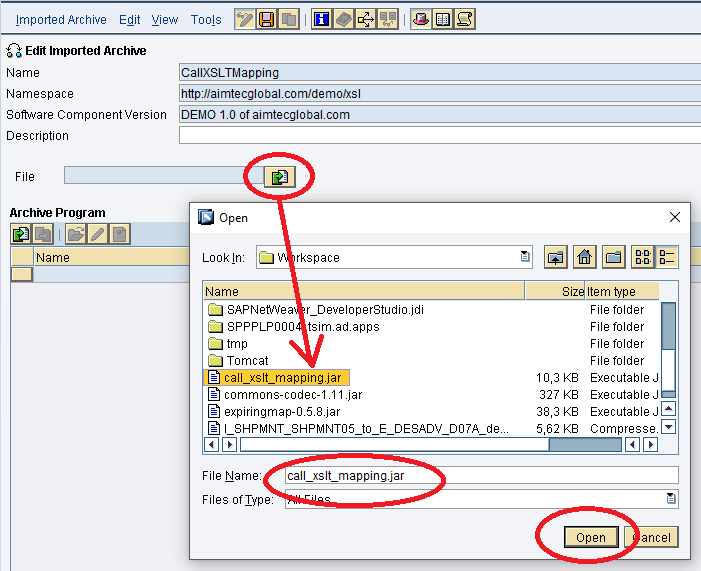 Imported Archive Edit View Tools
Edit Imported Archive
Name CallXSLTMapping
Namespace http://aimtecglobal.com/demo/xsl
Software Component Version DEMO 1.0 of aimtecglobal.com
Description
File
Archive Program
Name
Open
Look In: Workspace
Name Size Item type
SAPNetWeaver_DeveloperStudio.jdi File folder
SPPPLP0004.tsim.ad.apps File folder
tmp File folder
Tomcat File folder
call_xslt_mapping.jar 10,3 KB Executable J
commons-codec-1.11.jar 327 KB Executable J
expiringmap-0.5.8.jar 38,3 KB Executable J
I_SHPMNT_SHPMNT05_to_E_DESADV_D07A_de... 5,62 KB Compresse.
File Name: call_xslt_mapping.jar
Files of Type: All Files
Open Cancel